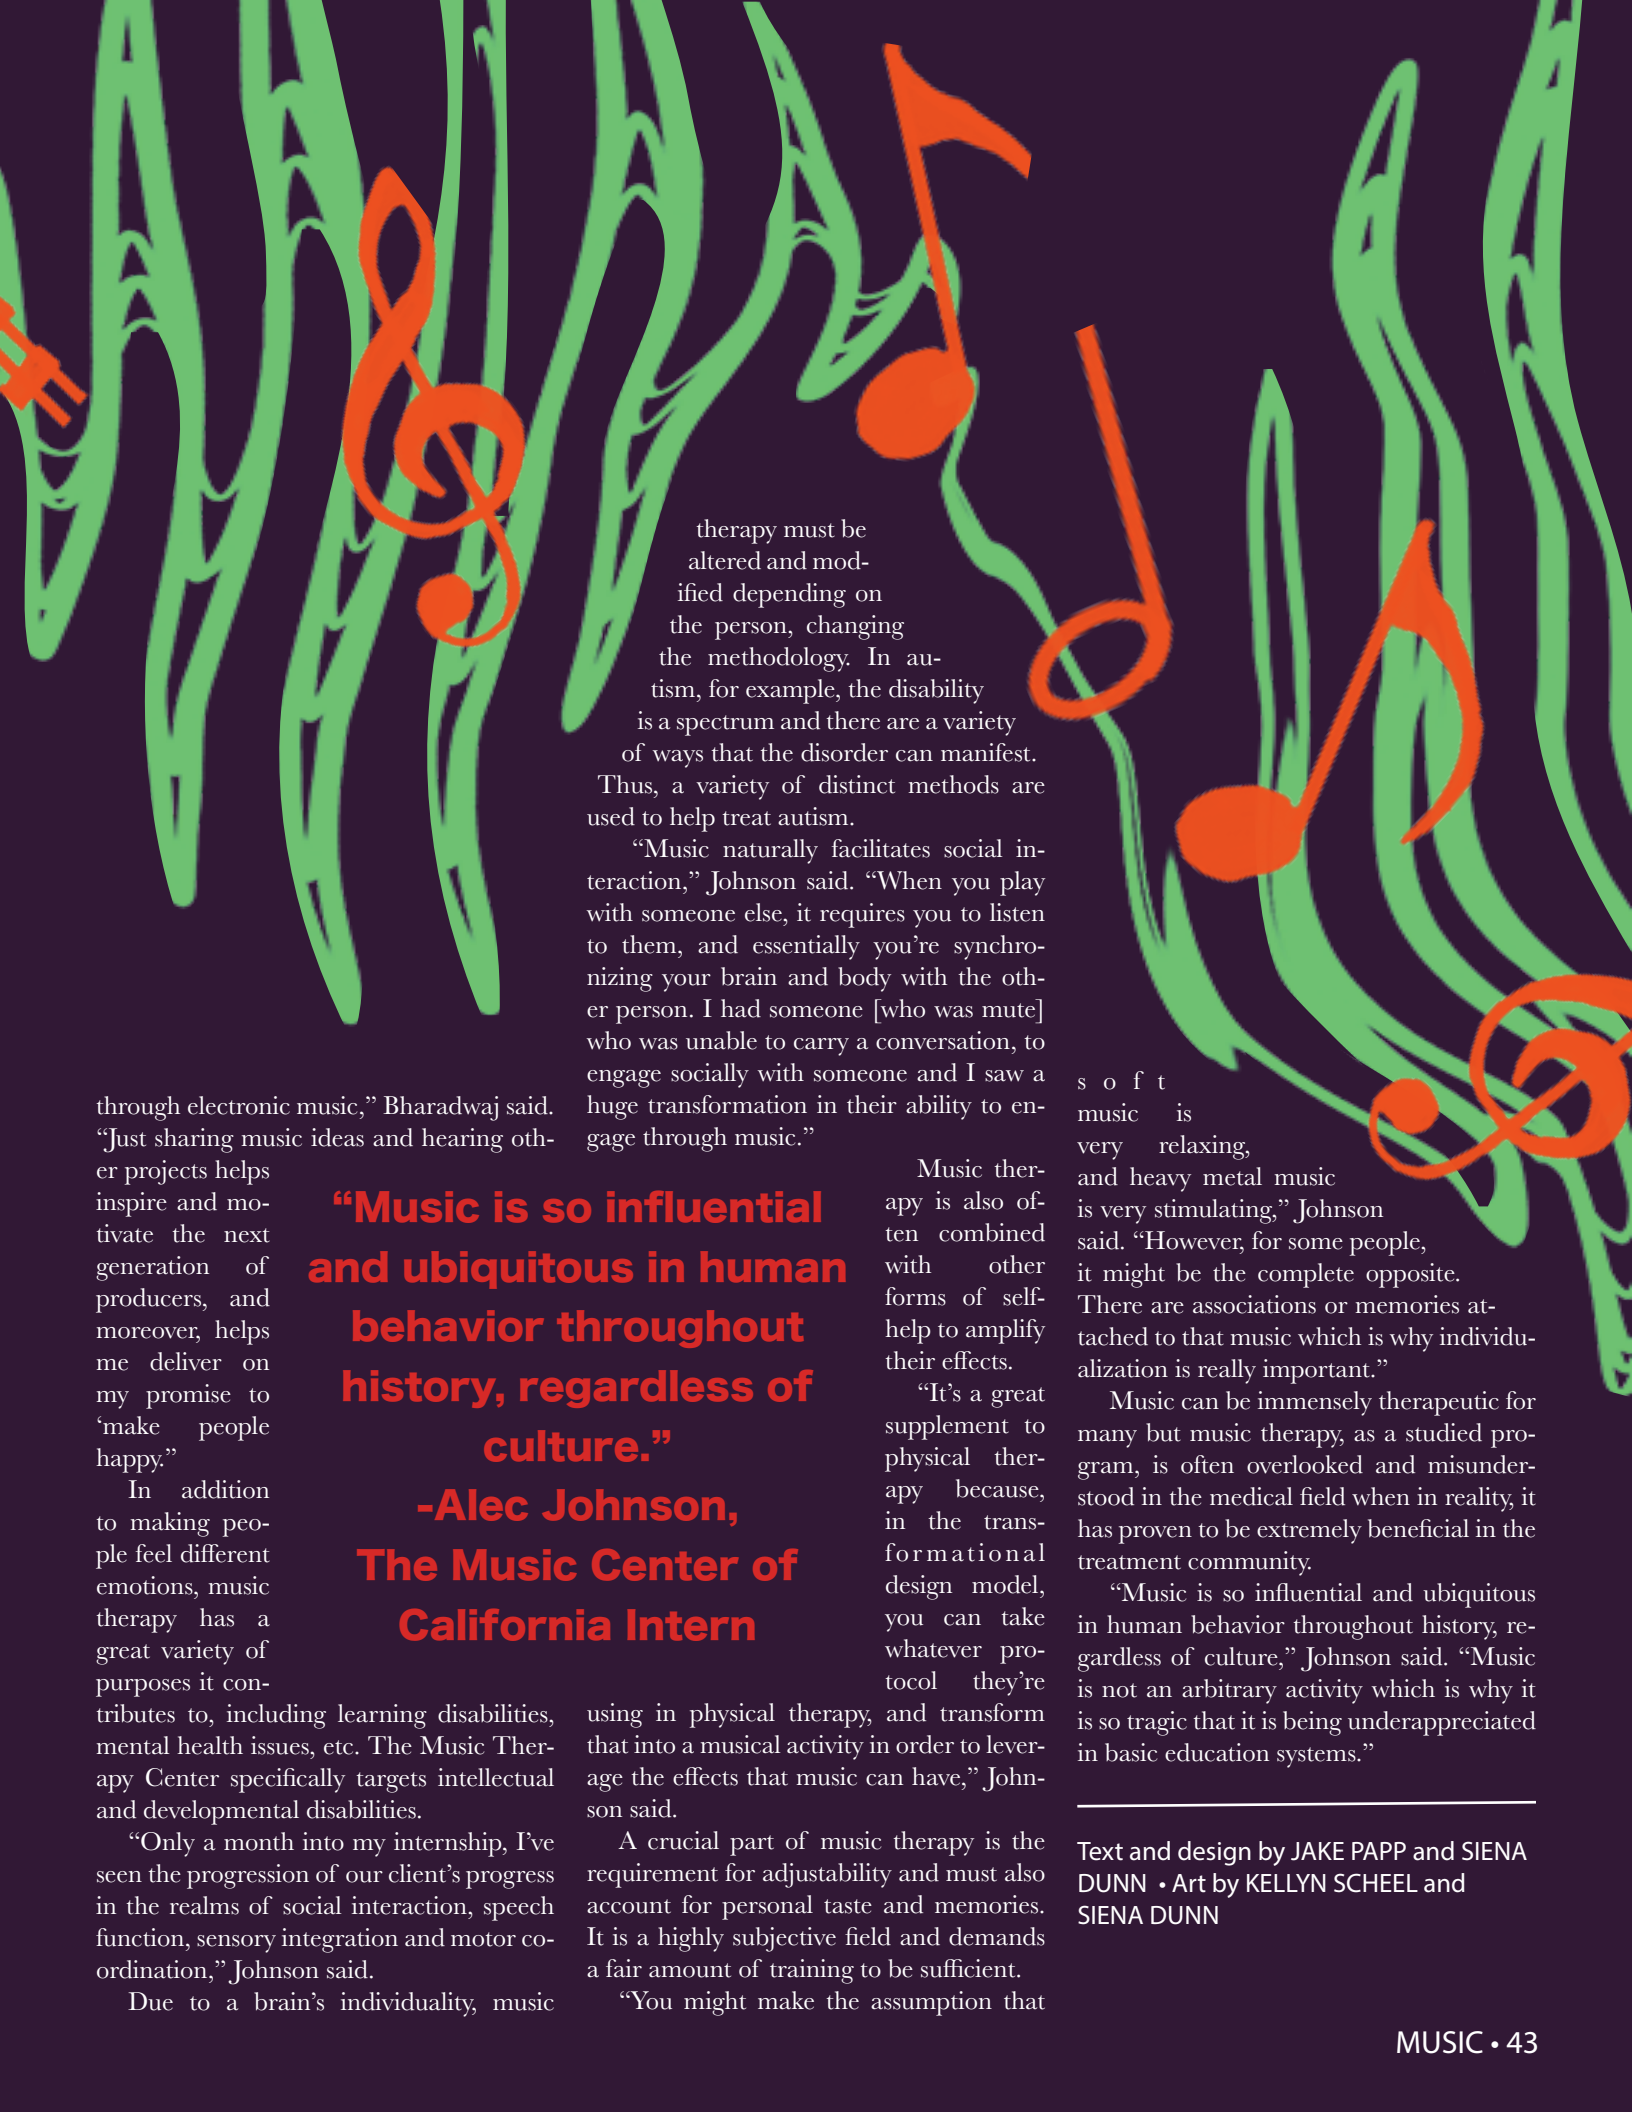 through electronic music,” Bharadwaj said.
“Just sharing music ideas and hearing oth-
er projects helps
inspire and mo-
tivate the next
generation of
producers, and
moreover, helps
me deliver on
my promise to
‘make people
happy.”
In addition
to making peo-
ple feel different
emotions, music
therapy has a
great variety of
purposes it con-
tributes to, including learning disabilities,
mental health issues, etc. The Music Ther-
apy Center specifically targets intellectual
and developmental disabilities.
“Only a month into my internship, I’ve
seen the progression of our client’s progress
in the realms of social interaction, speech
function, sensory integration and motor co-
ordination,” Johnson said.
Due to a brain’s individuality, music
therapy must be
altered and mod-
ified depending on
the person, changing
the methodology. In au-
tism, for example, the disability
is a spectrum and there are a variety
of ways that the disorder can manifest.
Thus, a variety of distinct methods are
used to help treat autism.
“Music naturally facilitates social in-
teraction,” Johnson said. “When you play
with someone else, it requires you to listen
to them, and essentially you’re synchro-
nizing your brain and body with the oth-
er person. I had someone [who was mute]
who was unable to carry a conversation, to
engage socially with someone and I saw a
huge transformation in their ability to en-
gage through music.”
Music ther-
apy is also of-
ten combined
with other
forms of self-
help to amplify
their effects.
“It’s a great
supplement to
physical ther-
apy because,
in the trans-
formational
design model,
you can take
whatever pro-
tocol they’re
using in physical therapy, and transform
that into a musical activity in order to lever-
age the effects that music can have,” John-
son said.
A crucial part of music therapy is the
requirement for adjustability and must also
account for personal taste and memories.
It is a highly subjective field and demands
a fair amount of training to be sufficient.
“You might make the assumption that
soft
music is
very relaxing,
and heavy metal music
is very stimulating,” Johnson
said. “However, for some people,
it might be the complete opposite.
There are associations or memories at-
tached to that music which is why individu-
alization is really important.”
Music can be immensely therapeutic for
many but music therapy, as a studied pro-
gram, is often overlooked and misunder-
stood in the medical field when in reality, it
has proven to be extremely beneficial in the
treatment community.
“Music is so influential and ubiquitous
in human behavior throughout history, re-
gardless of culture,” Johnson said. “Music
is not an arbitrary activity which is why it
is so tragic that it is being underappreciated
in basic education systems.”
“Music is so influential
and ubiquitous in human
behavior throughout
history, regardless of
culture.”
-Alec Johnson,
The Music Center of
California Intern
Text and design by JAKE PAPP and SIENA
DUNN • Art by KELLYN SCHEEL and
SIENA DUNN
MUSIC • 43